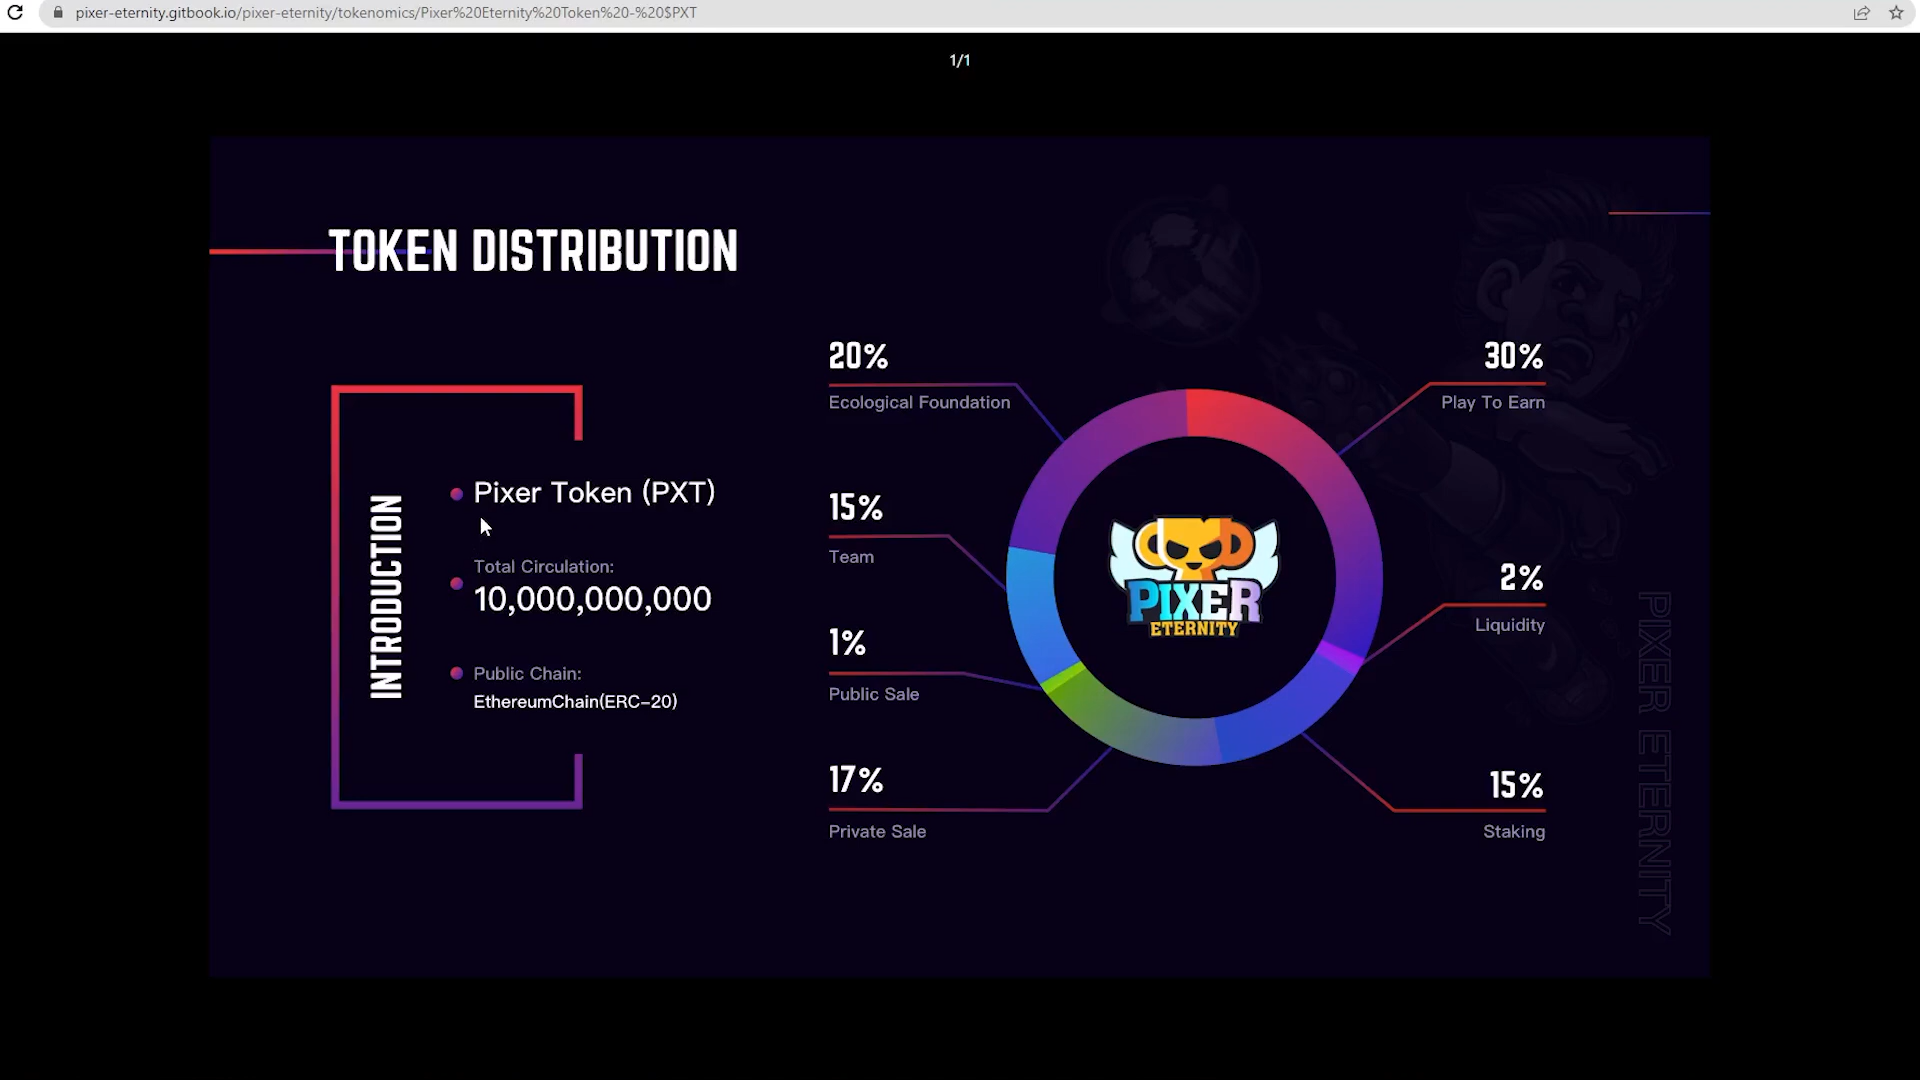 pixer-eternity.gitbook.io/pixer-eternity/tokenomics/Pixer%20Eternity%20Token%20-%20$PXT
1/1
TOKEN DISTRIBUTION
INTRODUCTION
Pixer Token (PXT)
Total Circulation:
10,000,000,000
Public Chain:
EthereumChain(ERC-20)
20%
Ecological Foundation
15%
Team
1%
Public Sale
17%
Private Sale
PIXER
ETERNITY
30%
Play To Earn
2%
Liquidity
15%
Staking
PIXER ETERNITY